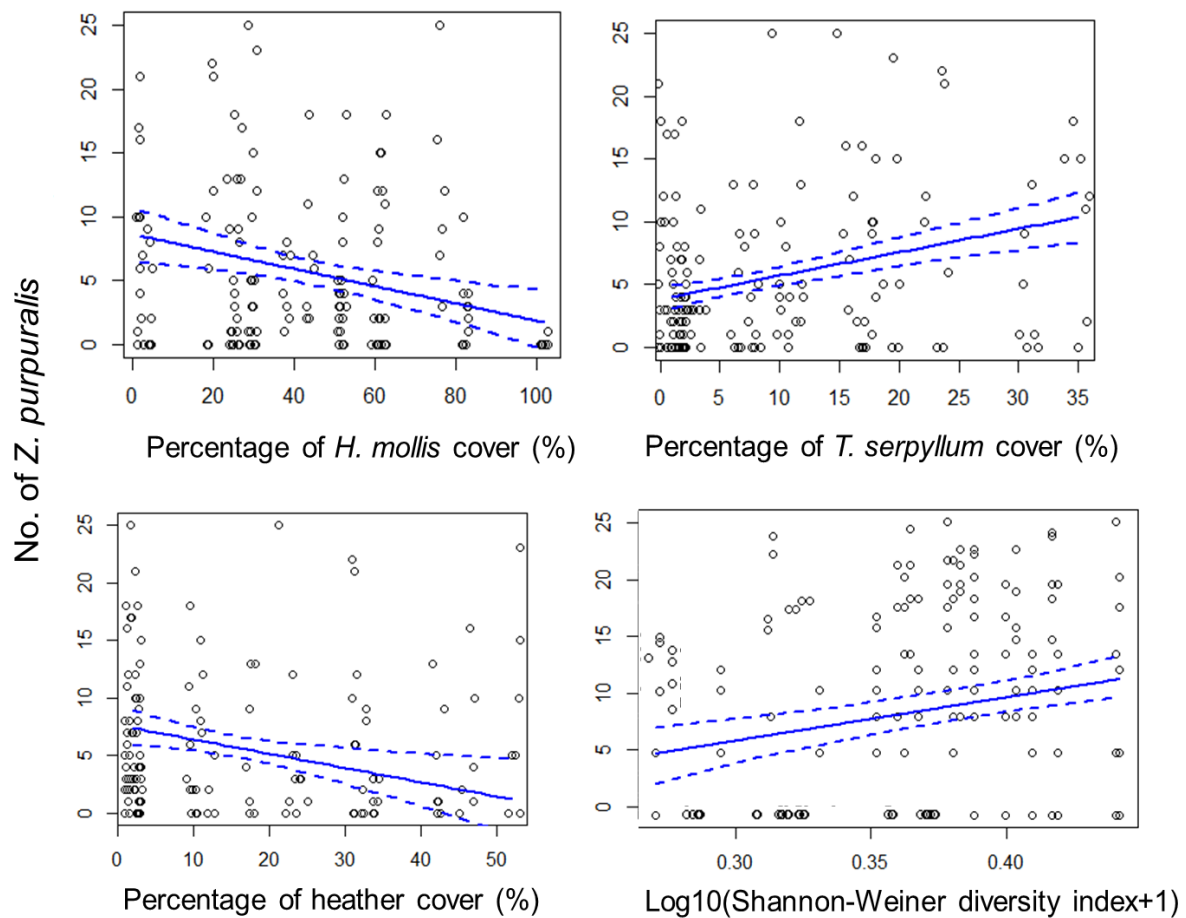 No. of Z. purpuralis
25
20
15
10
5
0
0 20 40 60 80 100
Percentage of H. mollis cover (%)
25
20
15
10
5
0
0 5 10 15 20 25 30 35
Percentage of T. serpyllum cover (%)
25
20
15
10
5
0
0 10 20 30 40 50
Percentage of heather cover (%)
25
20
15
10
5
0
0.30 0.35 0.40
Log10(Shannon-Weiner diversity index+1)